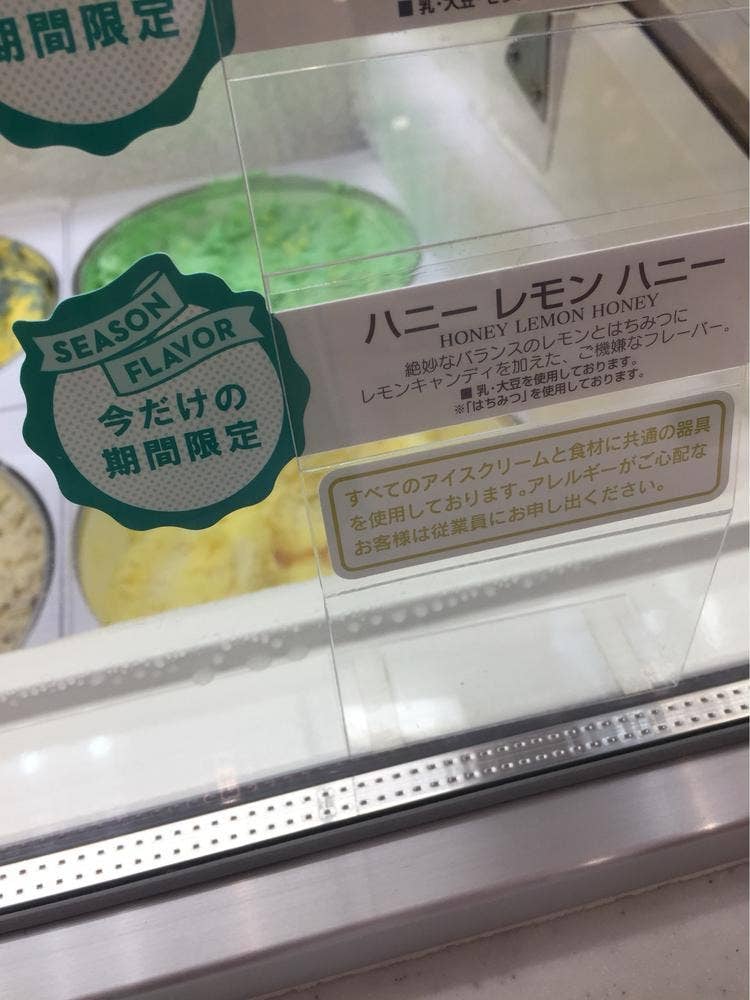 期間限定
■乳・大豆
ハニー レモン ハニー
HONEY LEMON HONEY
絶妙なバランスのレモンとはちみつに
レモンキャンディを加えた、ご機嫌なフレーバー。
■ 乳・大豆を使用しております。
※「はちみつ」を使用しております。
SEASON
FLAVOR
今だけの
期間限定
すべてのアイスクリームと食材に共通の器具
を使用しております。アレルギーがご心配な
お客様は従業員にお申し出ください。